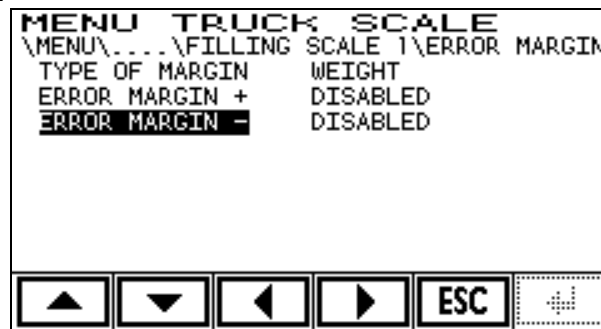 MENU TRUCK SCALE
\MENU\....\FILLING SCALE 1\ERROR MARGIN
TYPE OF MARGIN WEIGHT
ERROR MARGIN + DISABLED
ERROR MARGIN - DISABLED
ESC